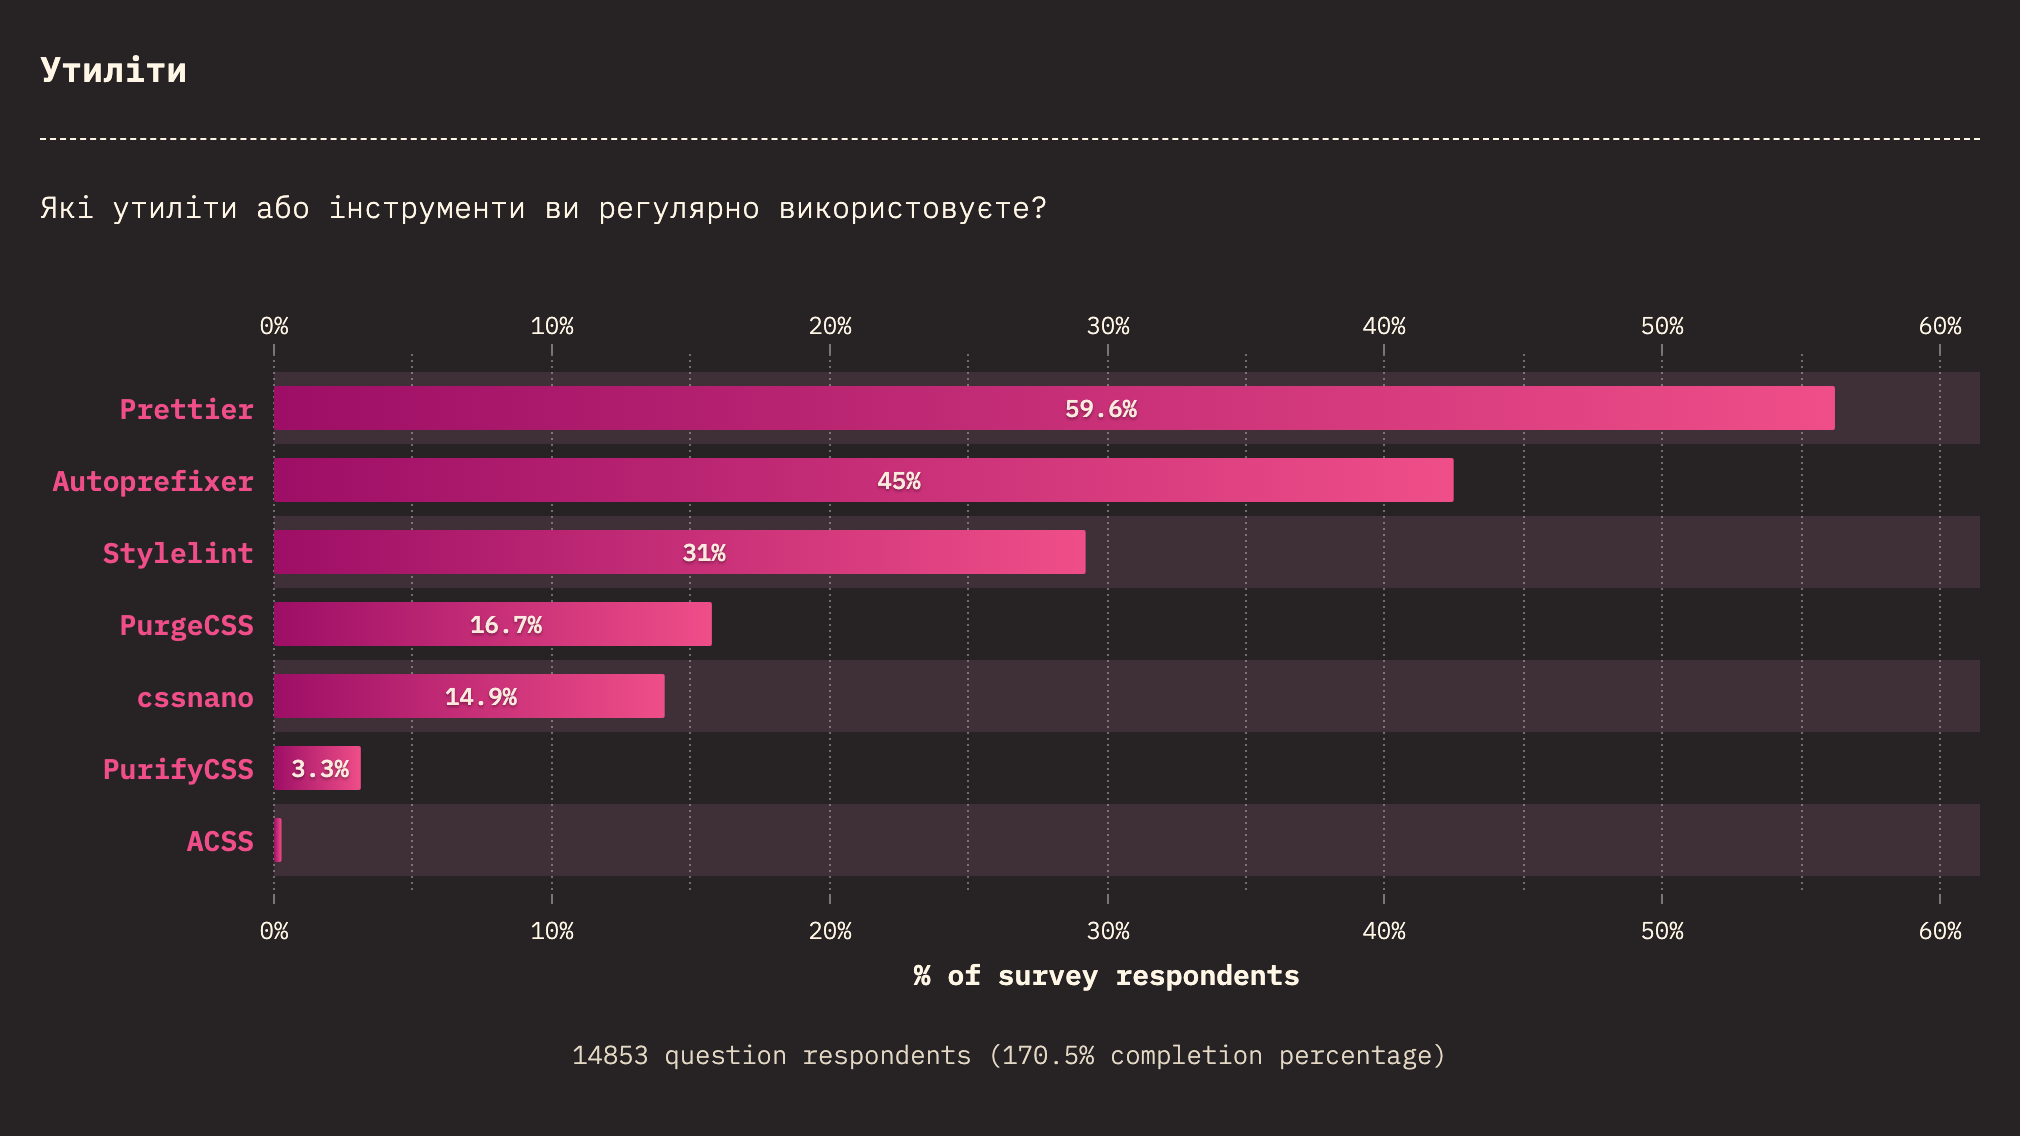 Утиліти
Які утиліти або інструменти ви регулярно використовуєте?
0% 10% 20% 30% 40% 50% 60%
Prettier 59.6%
Autoprefixer 45%
Stylelint 31%
PurgeCSS 16.7%
cssnano 14.9%
PurifyCSS 3.3%
ACSS
0% 10% 20% 30% 40% 50% 60%
% of survey respondents
14853 question respondents (170.5% completion percentage)